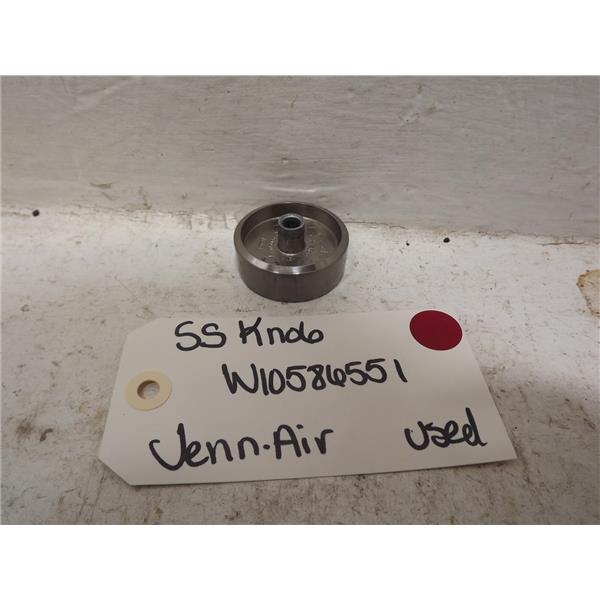 SS Knob
W10586551
Jenn-Air
used